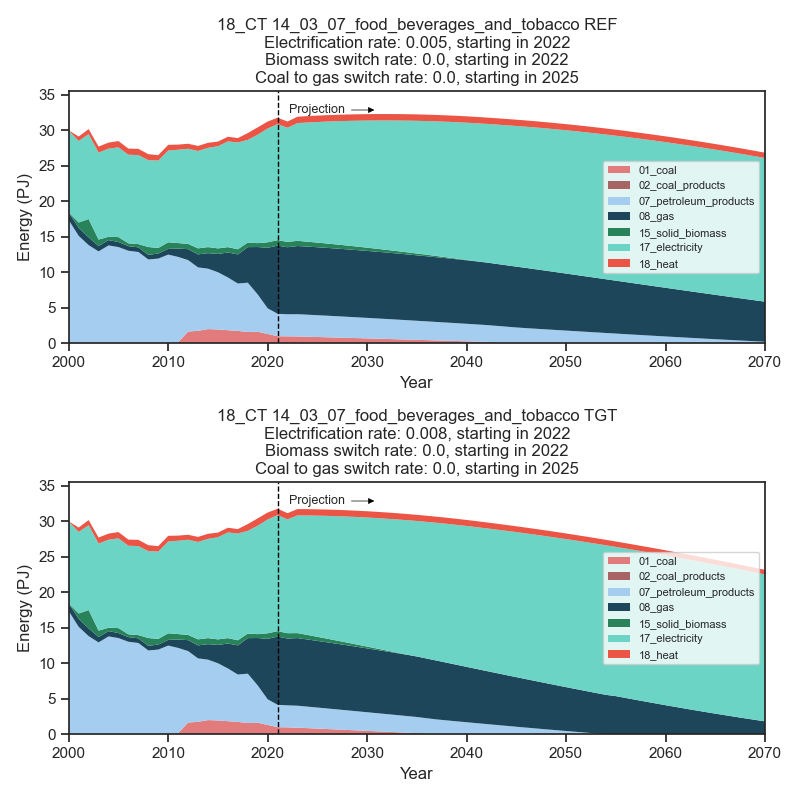 18_CT 14_03_07_food_beverages_and_tobacco REF
Electrification rate: 0.005, starting in 2022
Biomass switch rate: 0.0, starting in 2022
Coal to gas switch rate: 0.0, starting in 2025
Projection
35
30
25
20
15
10
5
0
Energy (PJ)
01_coal
02_coal_products
07_petroleum_products
08_gas
15_solid_biomass
17_electricity
18_heat
2000 2010 2020 2030 2040 2050 2060 2070
Year
18_CT 14_03_07_food_beverages_and_tobacco TGT
Electrification rate: 0.008, starting in 2022
Biomass switch rate: 0.0, starting in 2022
Coal to gas switch rate: 0.0, starting in 2025
Projection
35
30
25
20
15
10
5
0
Energy (PJ)
01_coal
02_coal_products
07_petroleum_products
08_gas
15_solid_biomass
17_electricity
18_heat
2000 2010 2020 2030 2040 2050 2060 2070
Year